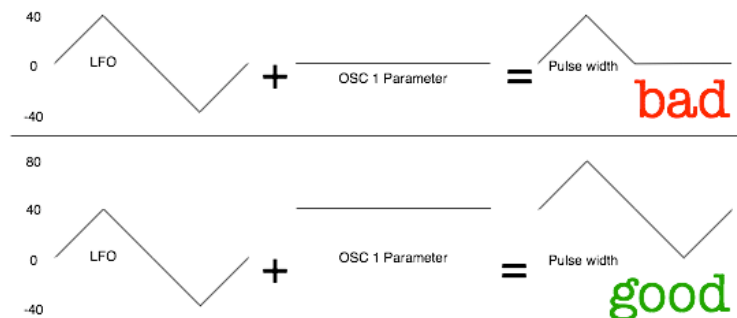 40
LFO
0
+
OSC 1 Parameter
=
Pulse width
bad
-40
80
40
LFO
0
+
OSC 1 Parameter
=
Pulse width
good
-40